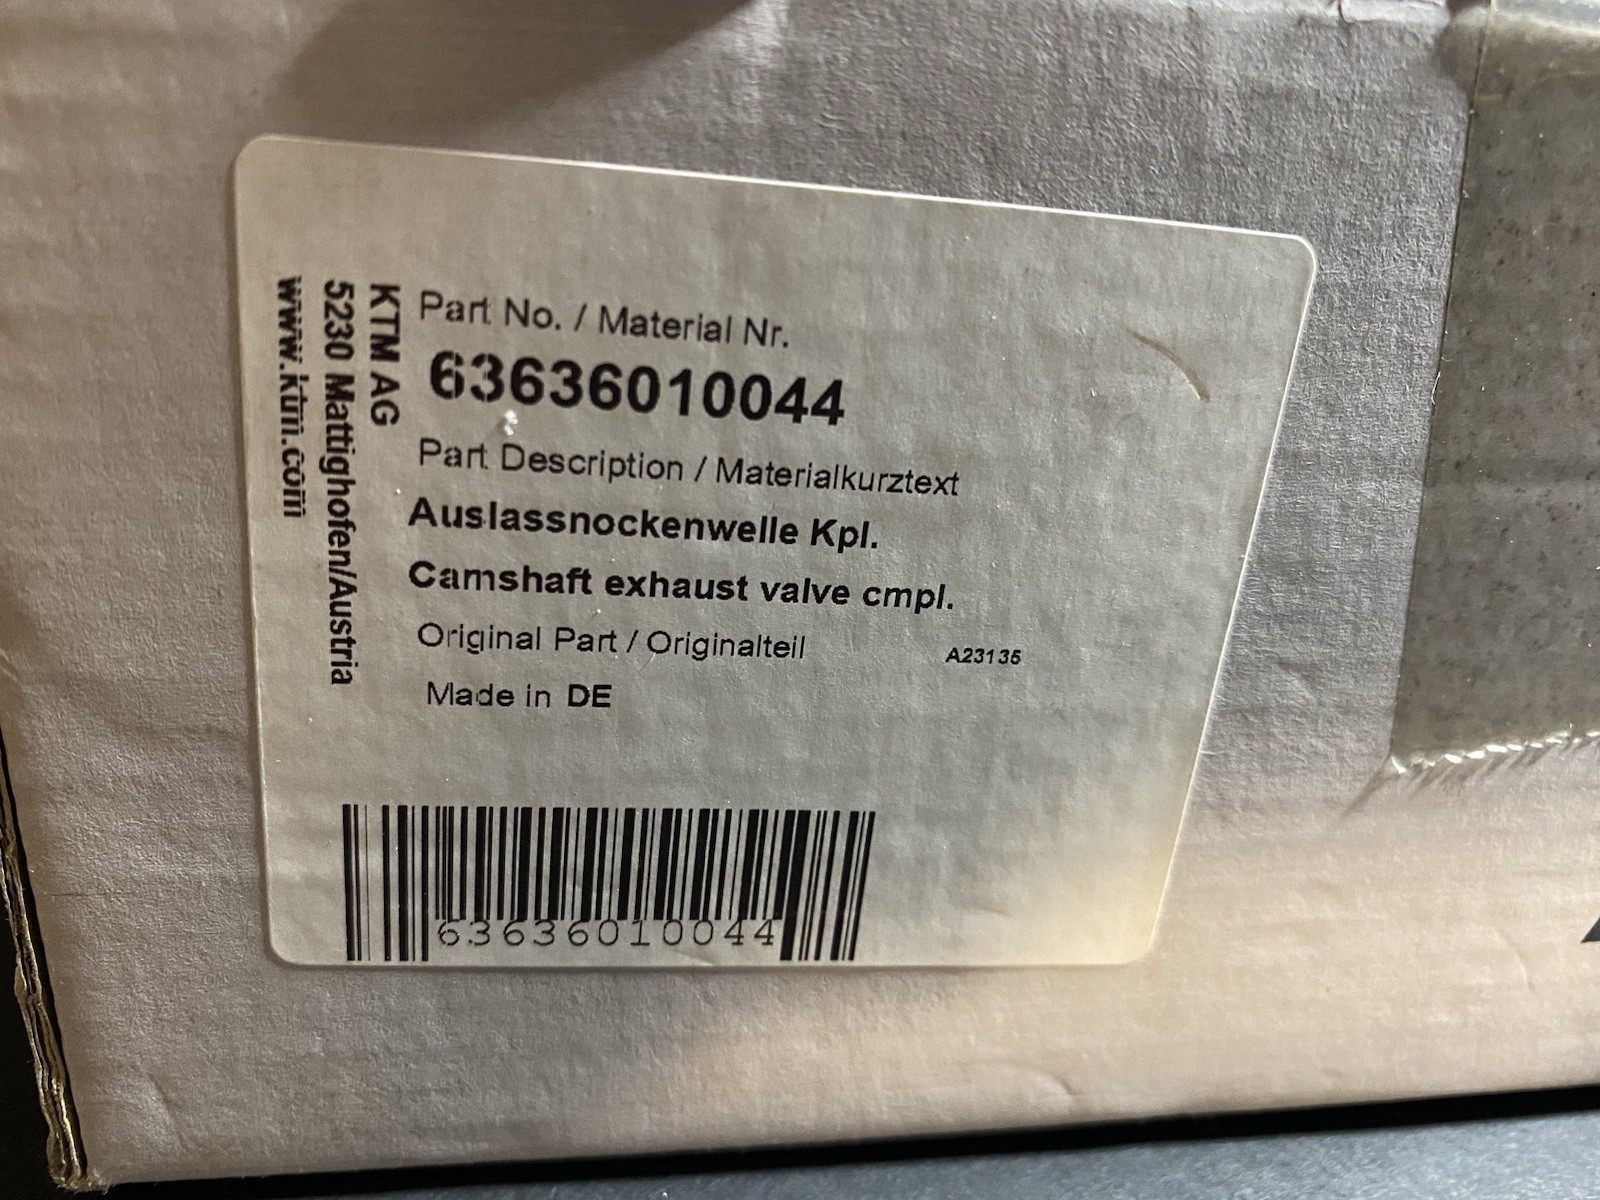 KTM AG
5230 Mattighofen/Austria
www.ktm.com
Part No. / Material Nr.
63636010044
Part Description / Materialkurztext
Auslassnockenwelle Kpl.
Camshaft exhaust valve cmpl.
Original Part / Originalteil
A23135
Made in DE
63636010044